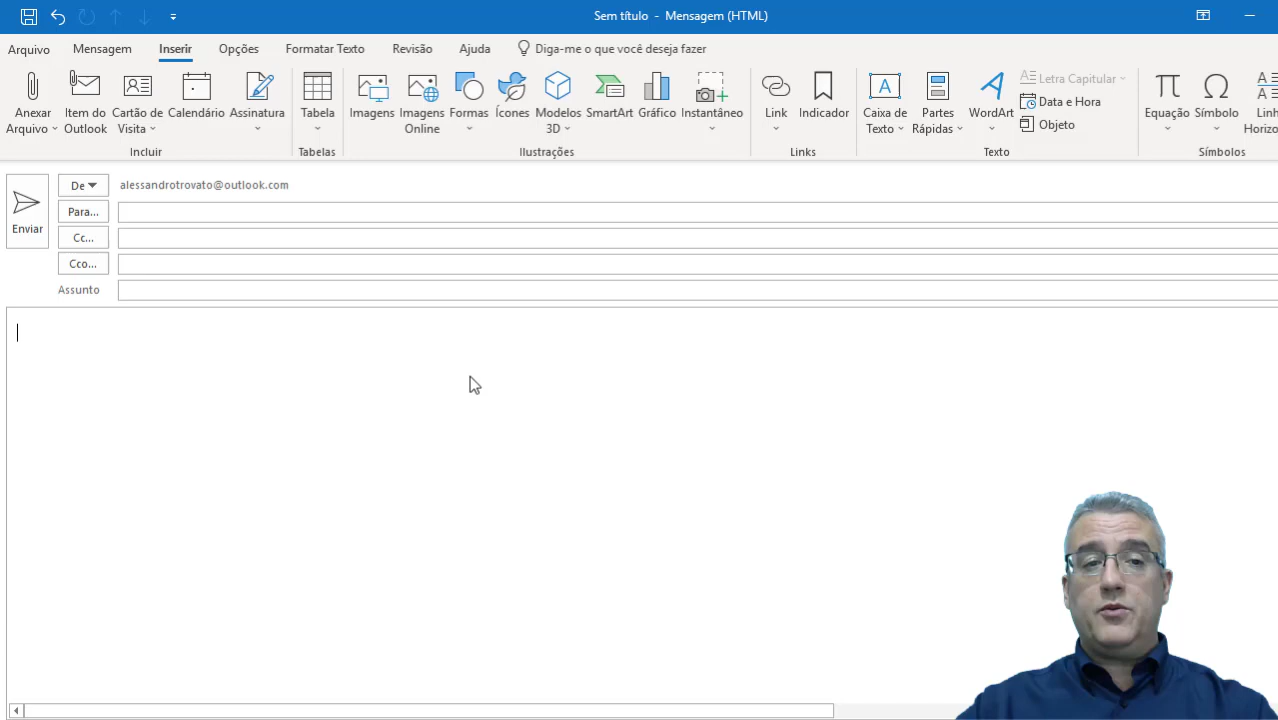 Sem título - Mensagem (HTML)
Arquivo Mensagem Inserir Opções Formatar Texto Revisão Ajuda Diga-me o que você deseja fazer
Anexar Arquivo
Item do Outlook
Cartão de Visita
Calendário
Assinatura
Incluir
Tabela
Tabelas
Imagens
Imagens Online
Formas
Ícones
Modelos 3D
SmartArt
Gráfico
Instantâneo
Ilustrações
Link
Indicador
Links
Caixa de Texto
Partes Rápidas
WordArt
Letra Capitular
Data e Hora
Objeto
Texto
Equação
Símbolo
Símbolos
Enviar
De alessandrotrovato@outlook.com
Para...
Cc...
Cco...
Assunto